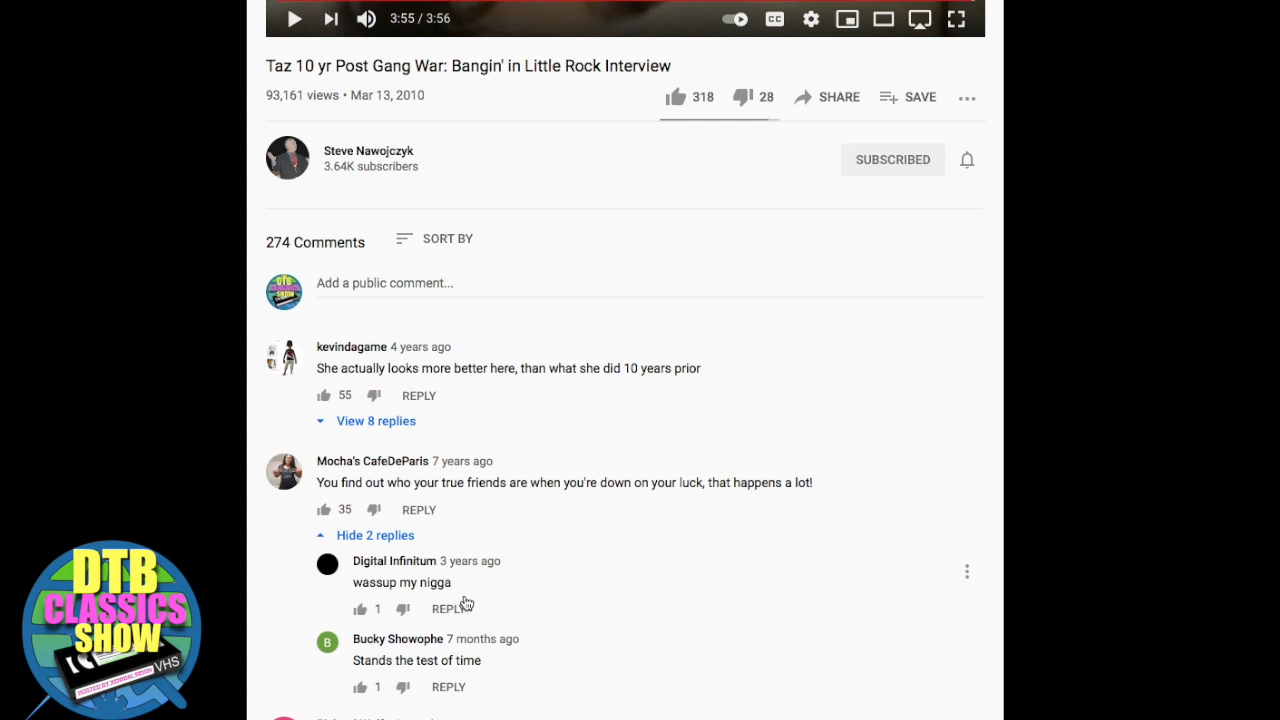 3:55 / 3:56
CC
Taz 10 yr Post Gang War: Bangin' in Little Rock Interview
93,161 views • Mar 13, 2010
318
28
SHARE
SAVE
Steve Nawojczyk
3.64K subscribers
SUBSCRIBED
274 Comments
SORT BY
DTB
CLASSICS
SHOW
Add a public comment...
kevindagame 4 years ago
She actually looks more better here, than what she did 10 years prior
55
REPLY
View 8 replies
Mocha's CafeDeParis 7 years ago
You find out who your true friends are when you're down on your luck, that happens a lot!
35
REPLY
Hide 2 replies
Digital Infinitum 3 years ago
wassup my nigga
1
REPLY
B
Bucky Showophe 7 months ago
Stands the test of time
1
REPLY
DTB
CLASSICS
SHOW
VHS
HOSTED BY